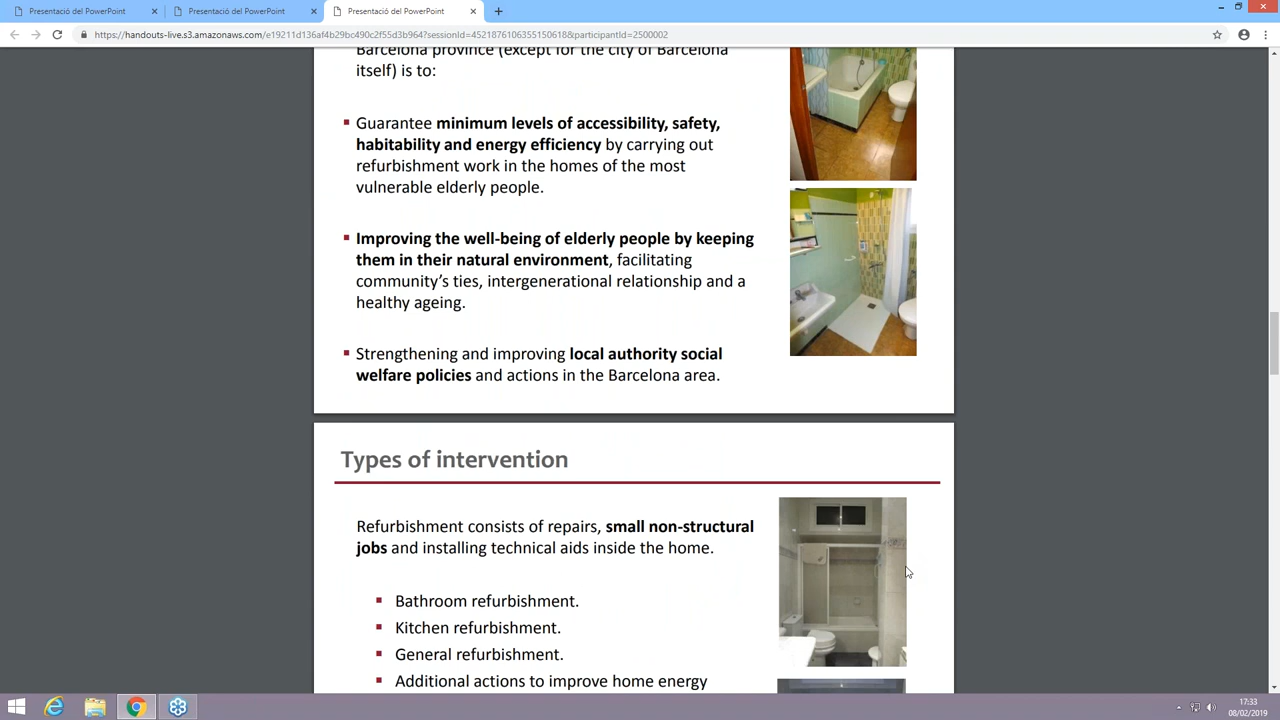 Presentació del PowerPoint
Presentació del PowerPoint
Presentació del PowerPoint
https://handouts-live.s3.amazonaws.com/e19211d136af4b29bc490c2f55d3b964?sessionId=4521876106355150618&participantId=2500002
Barcelona province (except for the city of Barcelona
itself) is to:
Guarantee minimum levels of accessibility, safety,
habitability and energy efficiency by carrying out
refurbishment work in the homes of the most
vulnerable elderly people.
Improving the well-being of elderly people by keeping
them in their natural environment, facilitating
community’s ties, intergenerational relationship and a
healthy ageing.
Strengthening and improving local authority social
welfare policies and actions in the Barcelona area.
Types of intervention
Refurbishment consists of repairs, small non-structural
jobs and installing technical aids inside the home.
Bathroom refurbishment.
Kitchen refurbishment.
General refurbishment.
Additional actions to improve home energy
17:33
08/02/2019